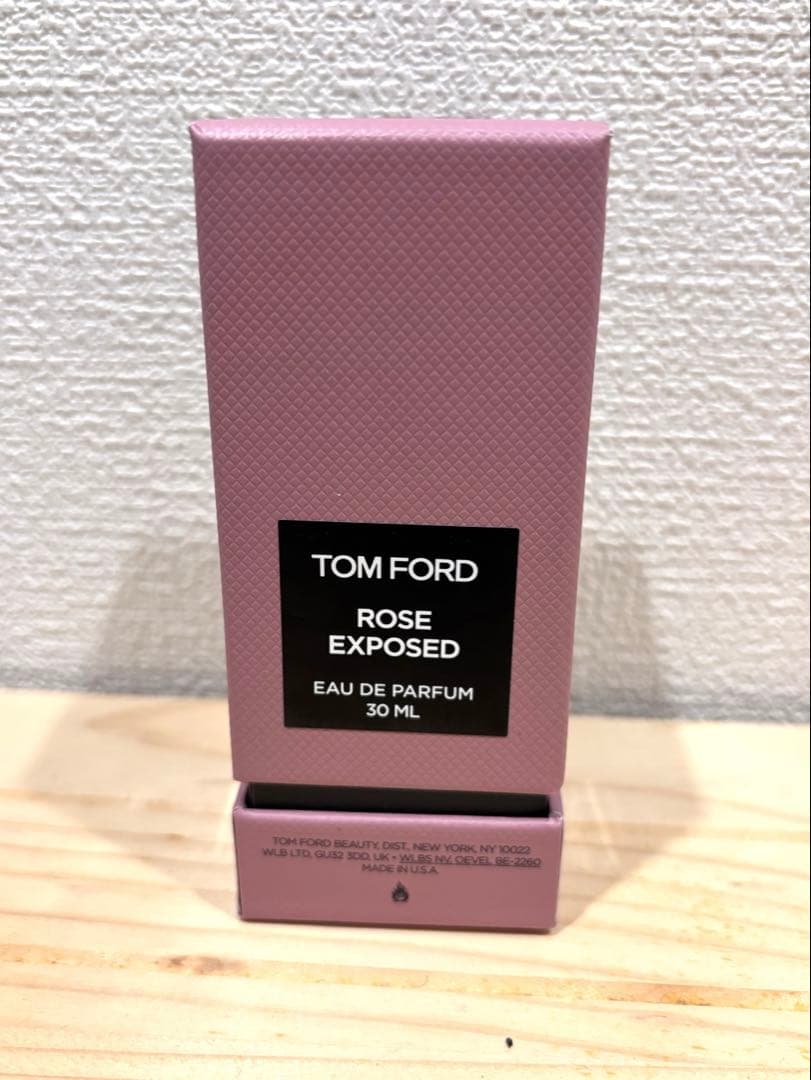 TOM FORD
ROSE
EXPOSED
EAU DE PARFUM
30 ML
TOM FORD BEAUTY, DIST., NEW YORK, NY 10022
WLB LTD, GU32 3DD, UK • WLBS NV, OEVEL BE-2260
MADE IN U.S.A.